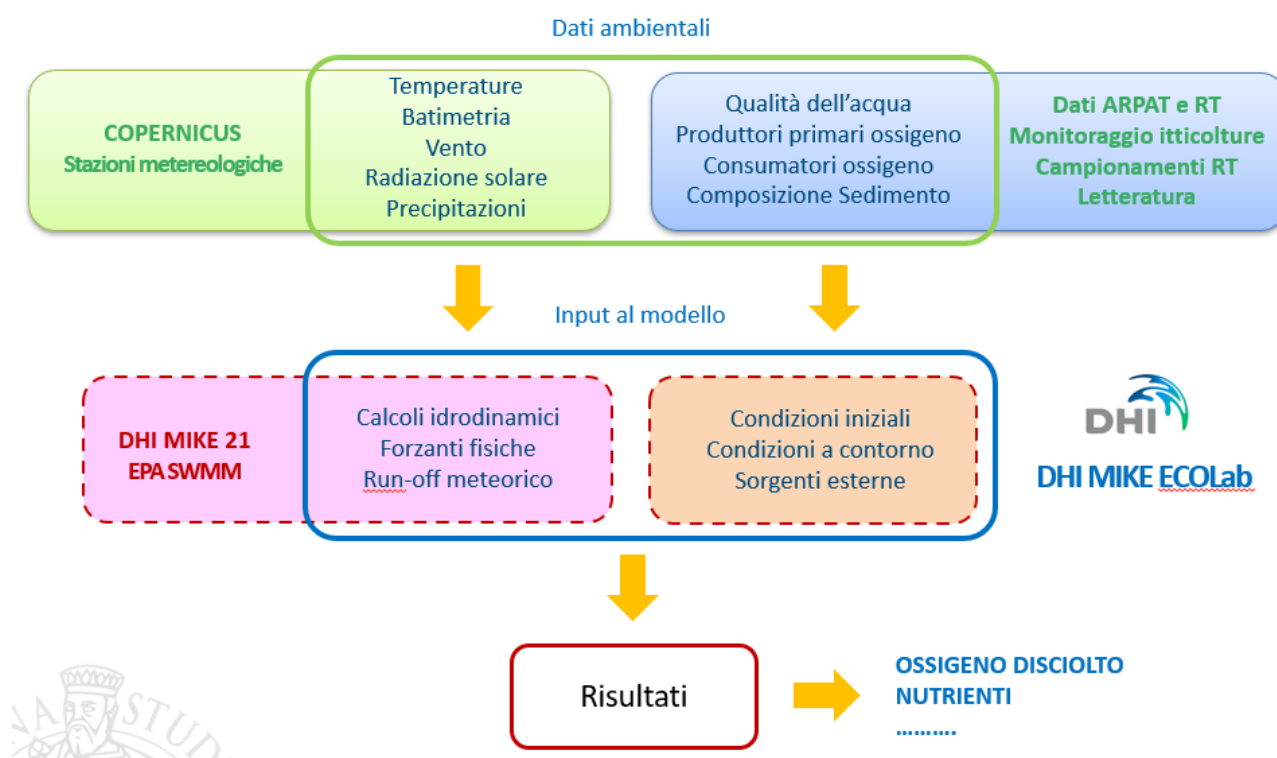 Dati ambientali
COPERNICUS
Stazioni metereologiche
Temperature
Batimetria
Vento
Radiazione solare
Precipitazioni
Qualità dell’acqua
Produttori primari ossigeno
Consumatori ossigeno
Composizione Sedimento
Dati ARPAT e RT
Monitoraggio itticolture
Campionamenti RT
Letteratura
Input al modello
DHI MIKE 21
EPA SWMM
Calcoli idrodinamici
Forzanti fisiche
Run-off meteorico
Condizioni iniziali
Condizioni a contorno
Sorgenti esterne
DHI
DHI MIKE ECOLab
Risultati
OSSIGENO DISCIOLTO
NUTRIENTI
……….